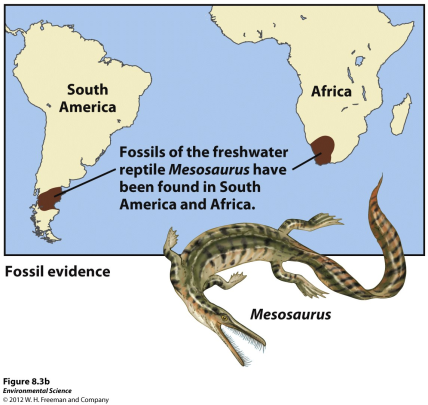 South
America
Africa
Fossils of the freshwater
reptile Mesosaurus have
been found in South
America and Africa.
Fossil evidence
Mesosaurus
Figure 8.3b
Environmental Science
© 2012 W. H. Freeman and Company